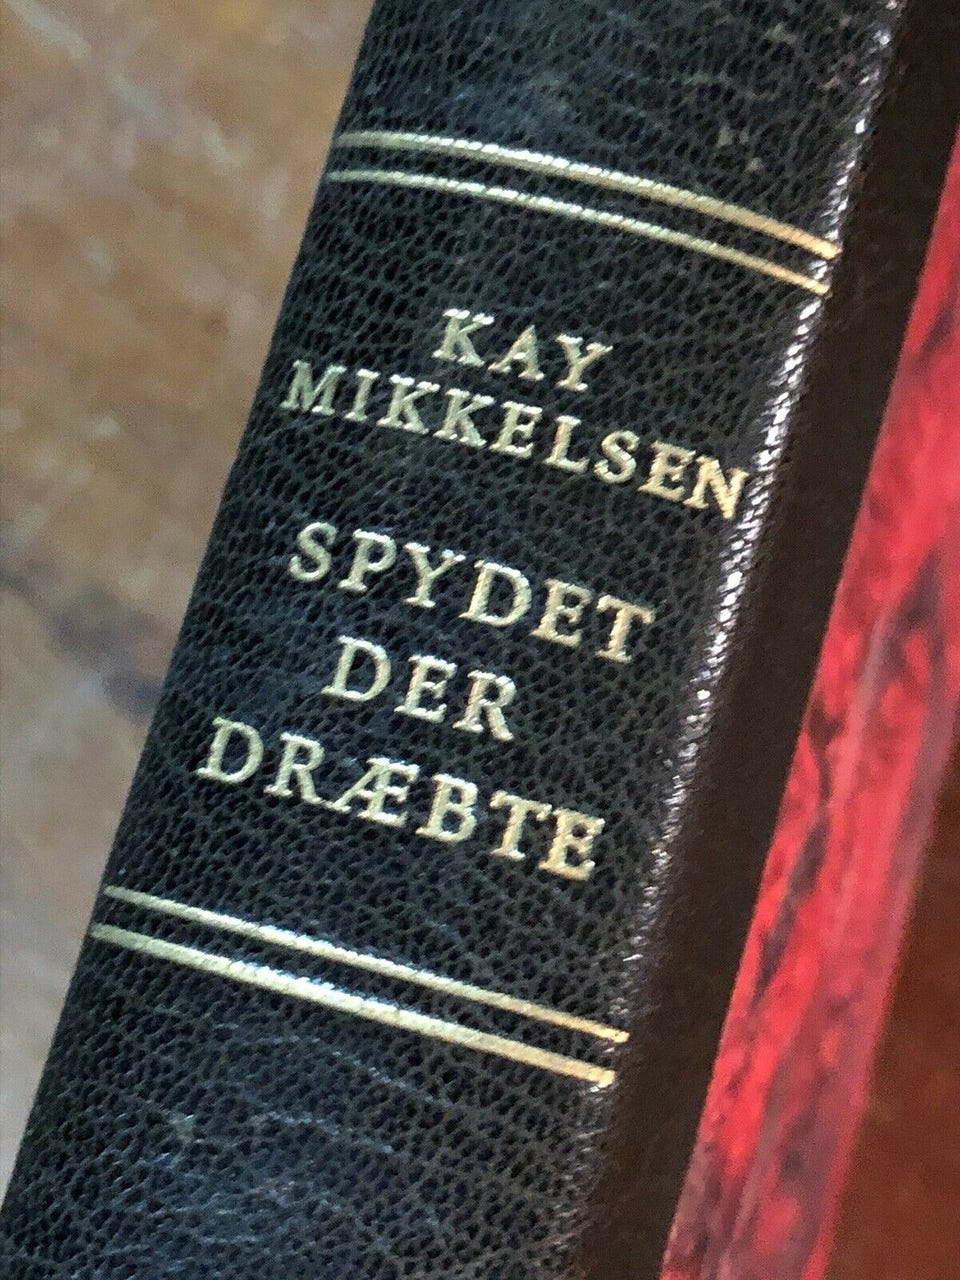 KAY
MIKKELSEN
SPYDET
DER
DRÆBTE